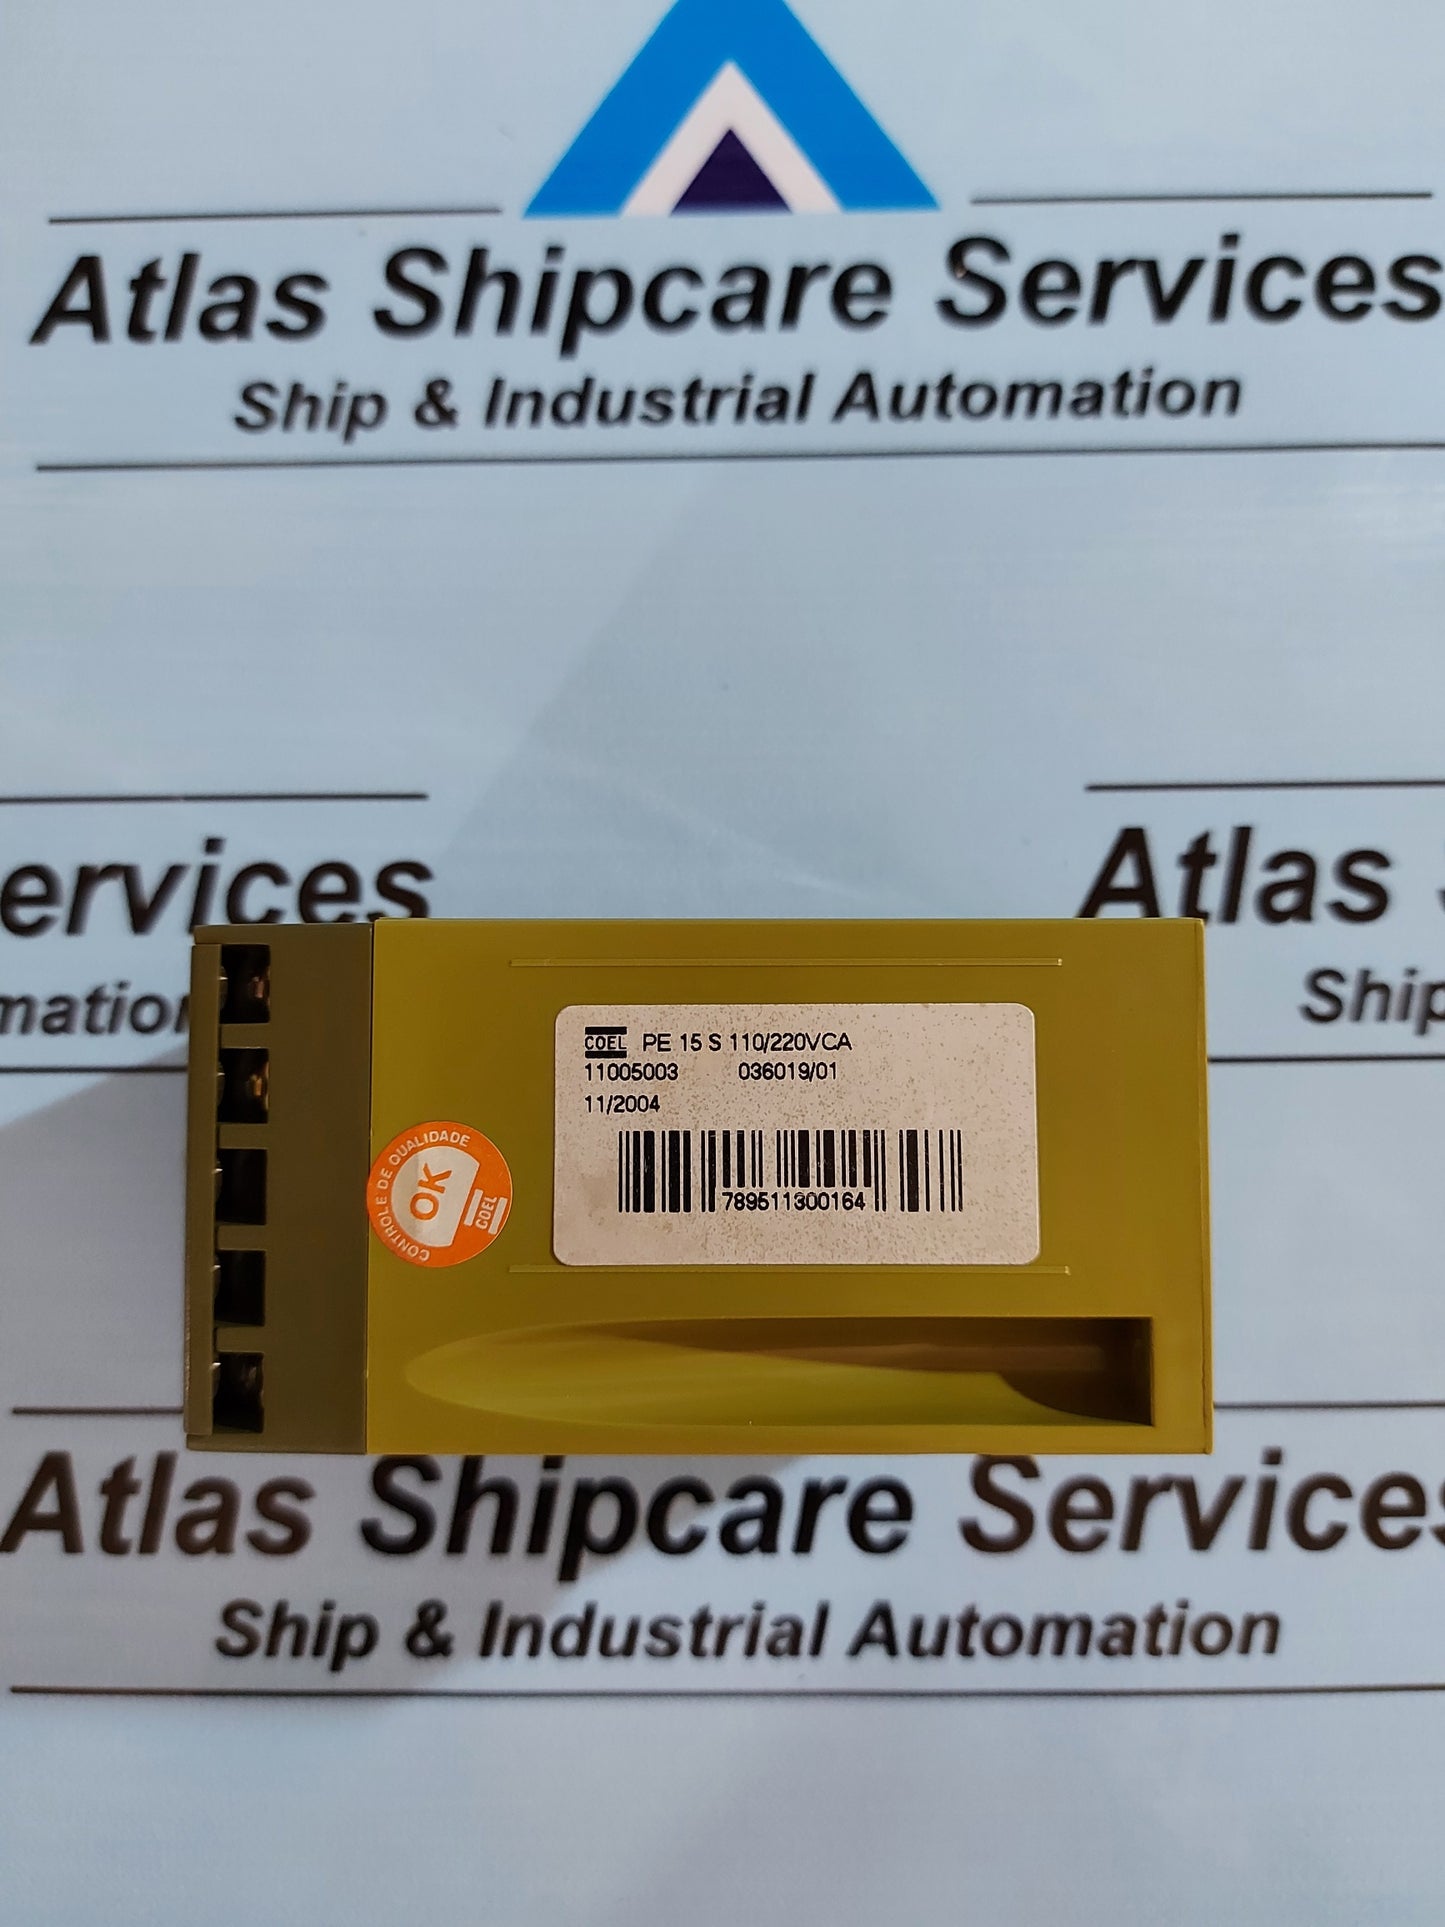 Atlas Shipcare Services
Ship & Industrial Automation
ervices
Atlas
mation
Ship
COEL PE 15 S 110/220VCA
11005003 036019/01
11/2004
789511300164
CONTROLE DE QUALIDADE
OK
COEL
Atlas Shipcare Services
Ship & Industrial Automation